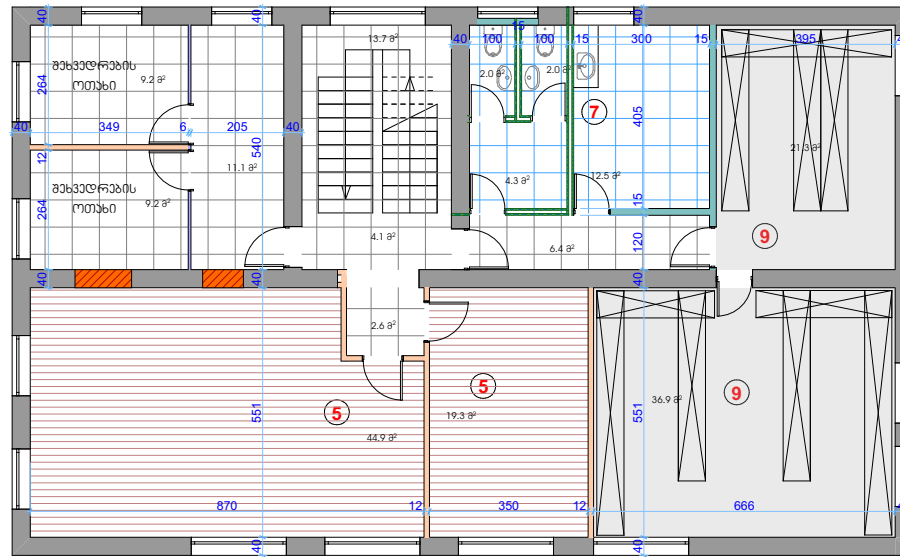 40
40
15
40
100
100
15
300
15
395
13.7 მ²
შეხვედრების
ოთახი
9.2 მ²
2.0 მ²
2.0 მ²
264
7
405
40
349
6
205
40
540
21.3 მ²
12
11.1 მ²
12.5 მ²
4.3 მ²
შეხვედრების
ოთახი
9.2 მ²
264
15
4.1 მ²
9
6.4 მ²
120
40
40
40
2.6 მ²
5
5
9
551
44.9 მ²
19.3 მ²
551
36.9 მ²
870
12
350
12
666
40
40